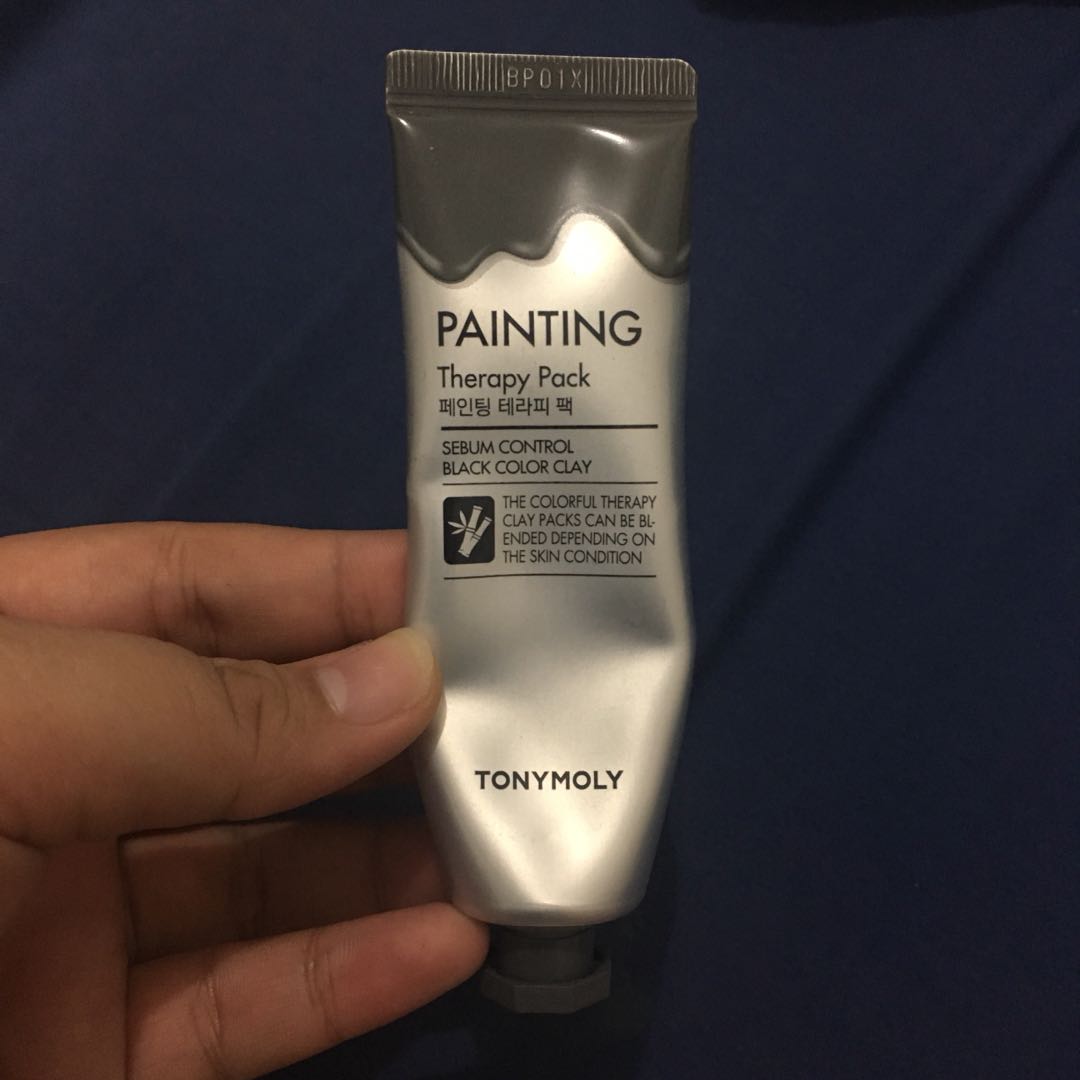 BP01X
PAINTING
Therapy Pack
페인팅 테라피 팩
SEBUM CONTROL
BLACK COLOR CLAY
THE COLORFUL THERAPY
CLAY PACKS CAN BE BL-
ENDED DEPENDING ON
THE SKIN CONDITION
TONYMOLY